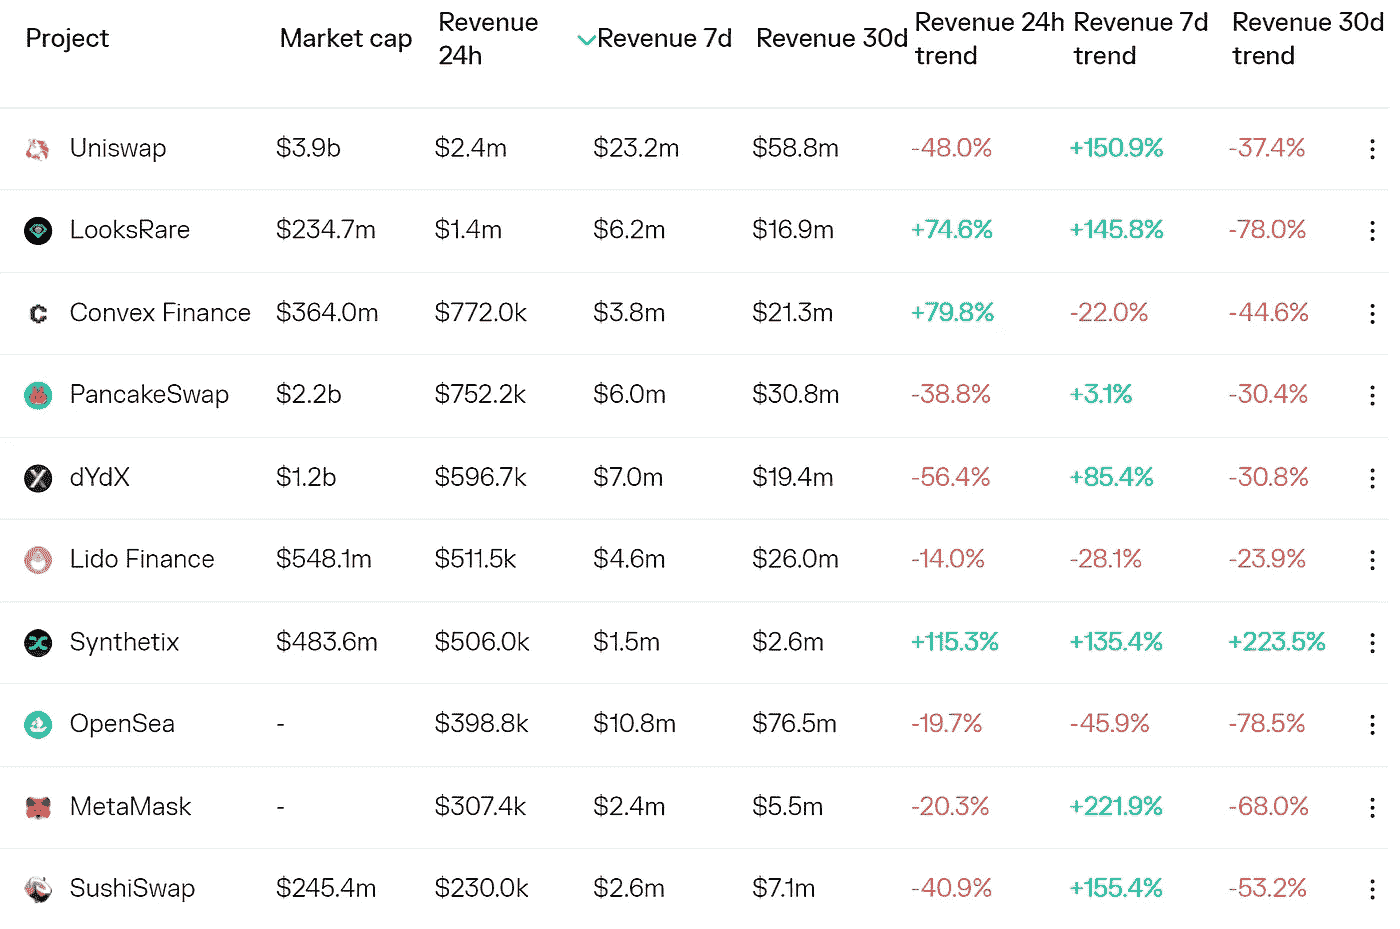 Project Market cap Revenue 24h Revenue 7d Revenue 30d Revenue 24h trend Revenue 7d trend Revenue 30d trend
Uniswap $3.9b $2.4m $23.2m $58.8m -48.0% +150.9% -37.4%
LooksRare $234.7m $1.4m $6.2m $16.9m +74.6% +145.8% -78.0%
Convex Finance $364.0m $772.0k $3.8m $21.3m +79.8% -22.0% -44.6%
PancakeSwap $2.2b $752.2k $6.0m $30.8m -38.8% +3.1% -30.4%
dYdX $1.2b $596.7k $7.0m $19.4m -56.4% +85.4% -30.8%
Lido Finance $548.1m $511.5k $4.6m $26.0m -14.0% -28.1% -23.9%
Synthetix $483.6m $506.0k $1.5m $2.6m +115.3% +135.4% +223.5%
OpenSea - $398.8k $10.8m $76.5m -19.7% -45.9% -78.5%
MetaMask - $307.4k $2.4m $5.5m -20.3% +221.9% -68.0%
SushiSwap $245.4m $230.0k $2.6m $7.1m -40.9% +155.4% -53.2%